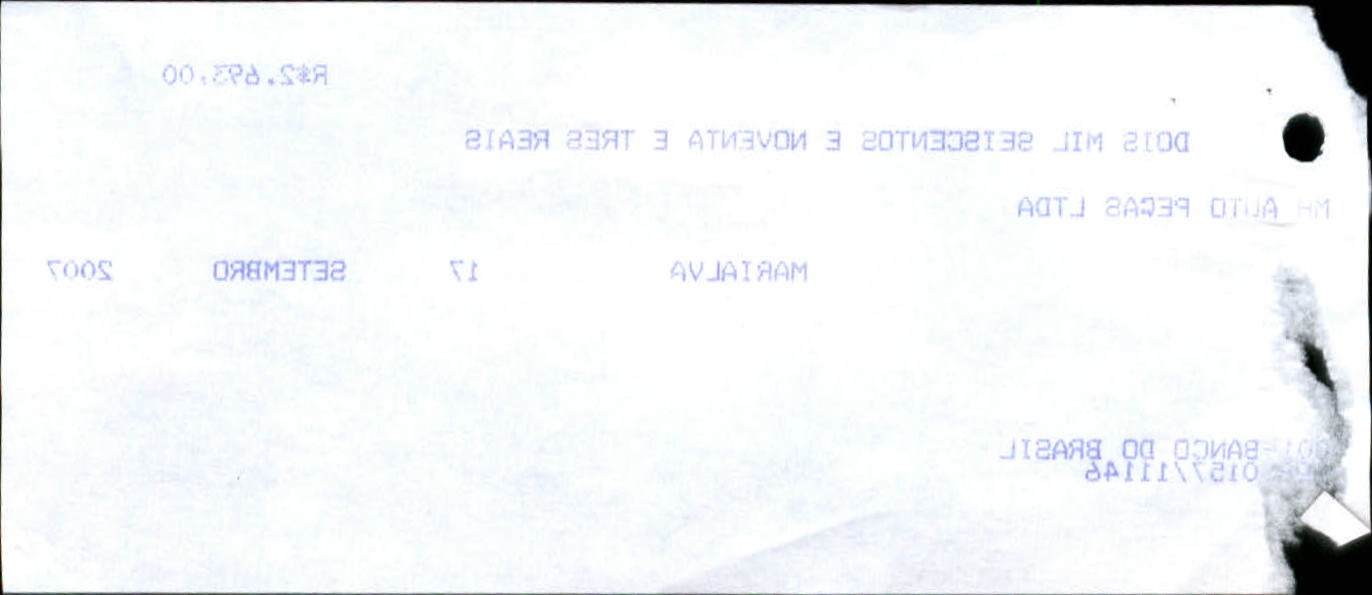 R$2.693,00
DOIS MIL SEISCENTOS E NOVENTA E TRES REAIS
MH AUTO PEÇAS LTDA
MARIALVA 17 SETEMBRO 2007
001-BANCO DO BRASIL
0157/11146